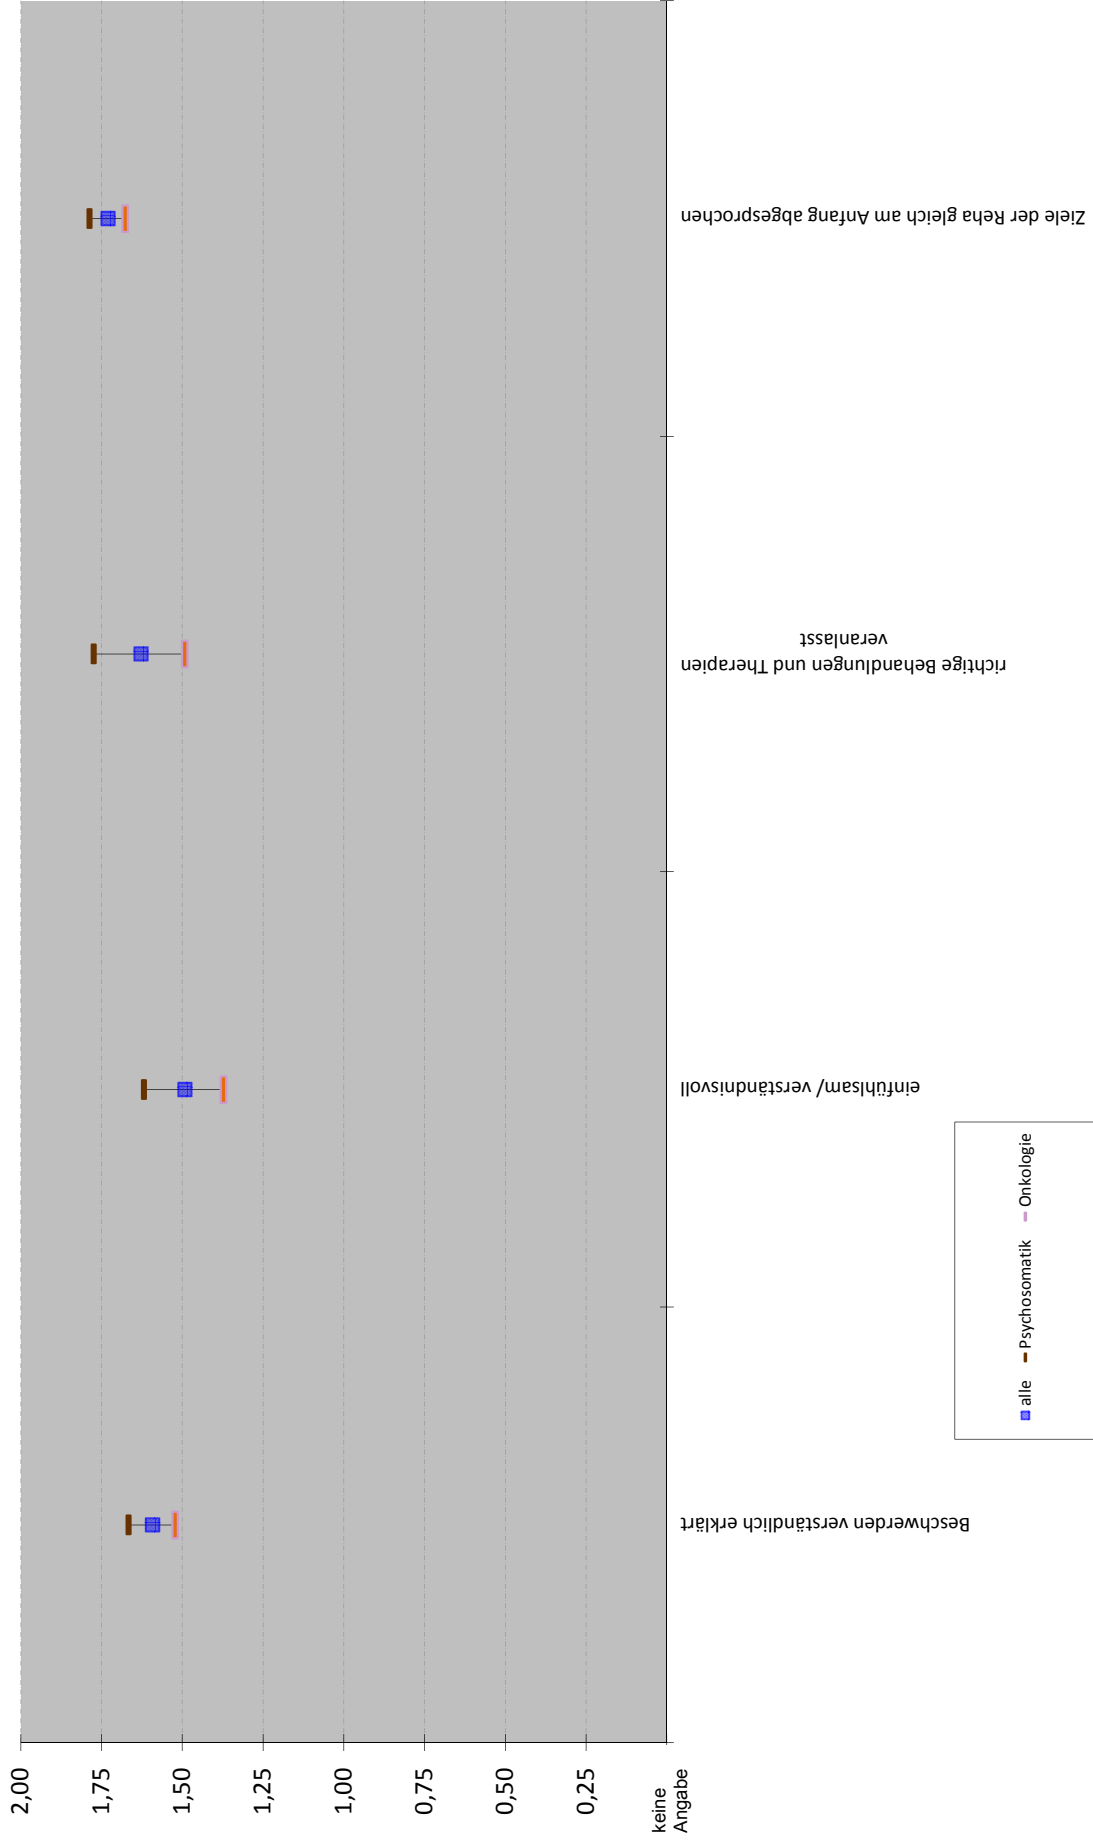 2,00
1,75
1,50
1,25
1,00
0,75
0,50
0,25
keine
Angabe
Beschwerden verständlich erklärt
einfühlsam/ verständnisvoll
richtige Behandlungen und Therapien
veranlasst
Ziele der Reha gleich am Anfang abgesprochen
alle
Psychosomatik
Onkologie